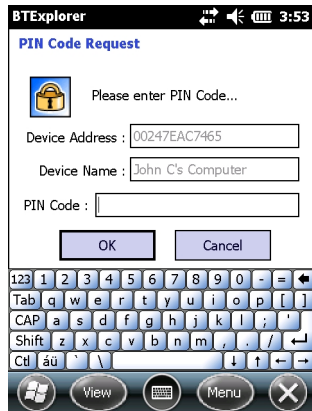 BTExplorer 3:53
PIN Code Request
Please enter PIN Code...
Device Address : 00247EAC7465
Device Name : John C's Computer
PIN Code :
OK Cancel
123 1 2 3 4 5 6 7 8 9 0 - =
Tab q w e r t y u i o p [ ]
CAP a s d f g h j k l ; '
Shift z x c v b n m , . /
Ctl áü ` \
View Menu